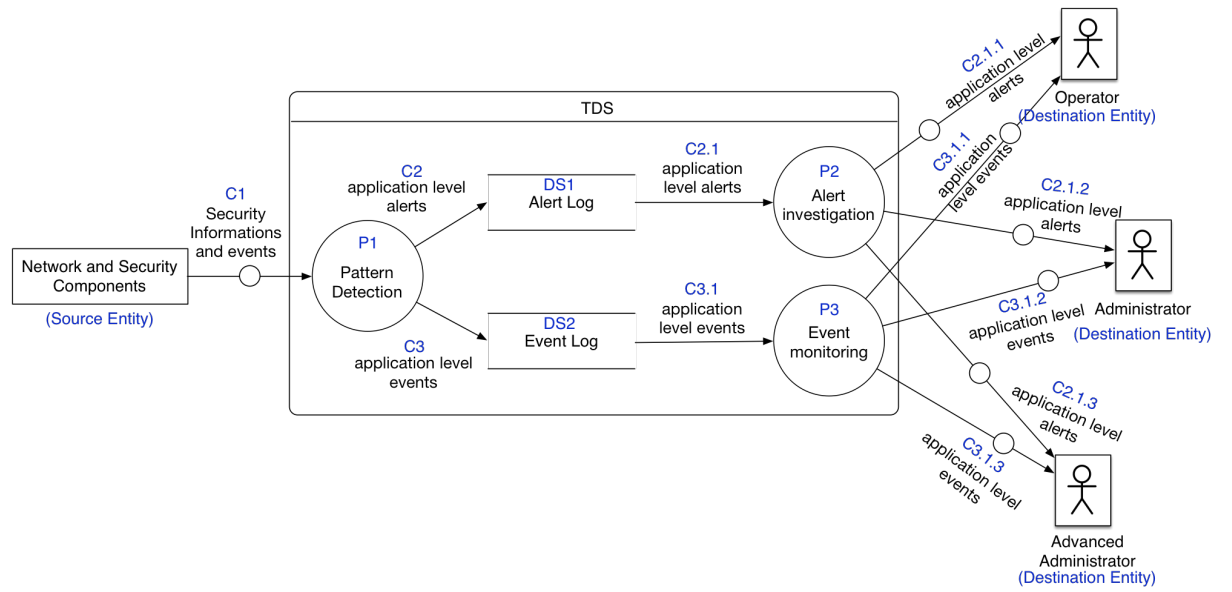 TDS
C1
Security
Informations
and events
Network and Security
Components
(Source Entity)
P1
Pattern
Detection
C2
application level
alerts
C3
application level
events
DS1
Alert Log
DS2
Event Log
C2.1
application
level alerts
C3.1
application
level events
P2
Alert
investigation
P3
Event
monitoring
C2.1.1
application level
alerts
C3.1.1
application
level events
Operator
(Destination Entity)
C2.1.2
application level
alerts
C3.1.2
application level
events
Administrator
(Destination Entity)
C2.1.3
application level
alerts
C3.1.3
application level
events
Advanced
Administrator
(Destination Entity)